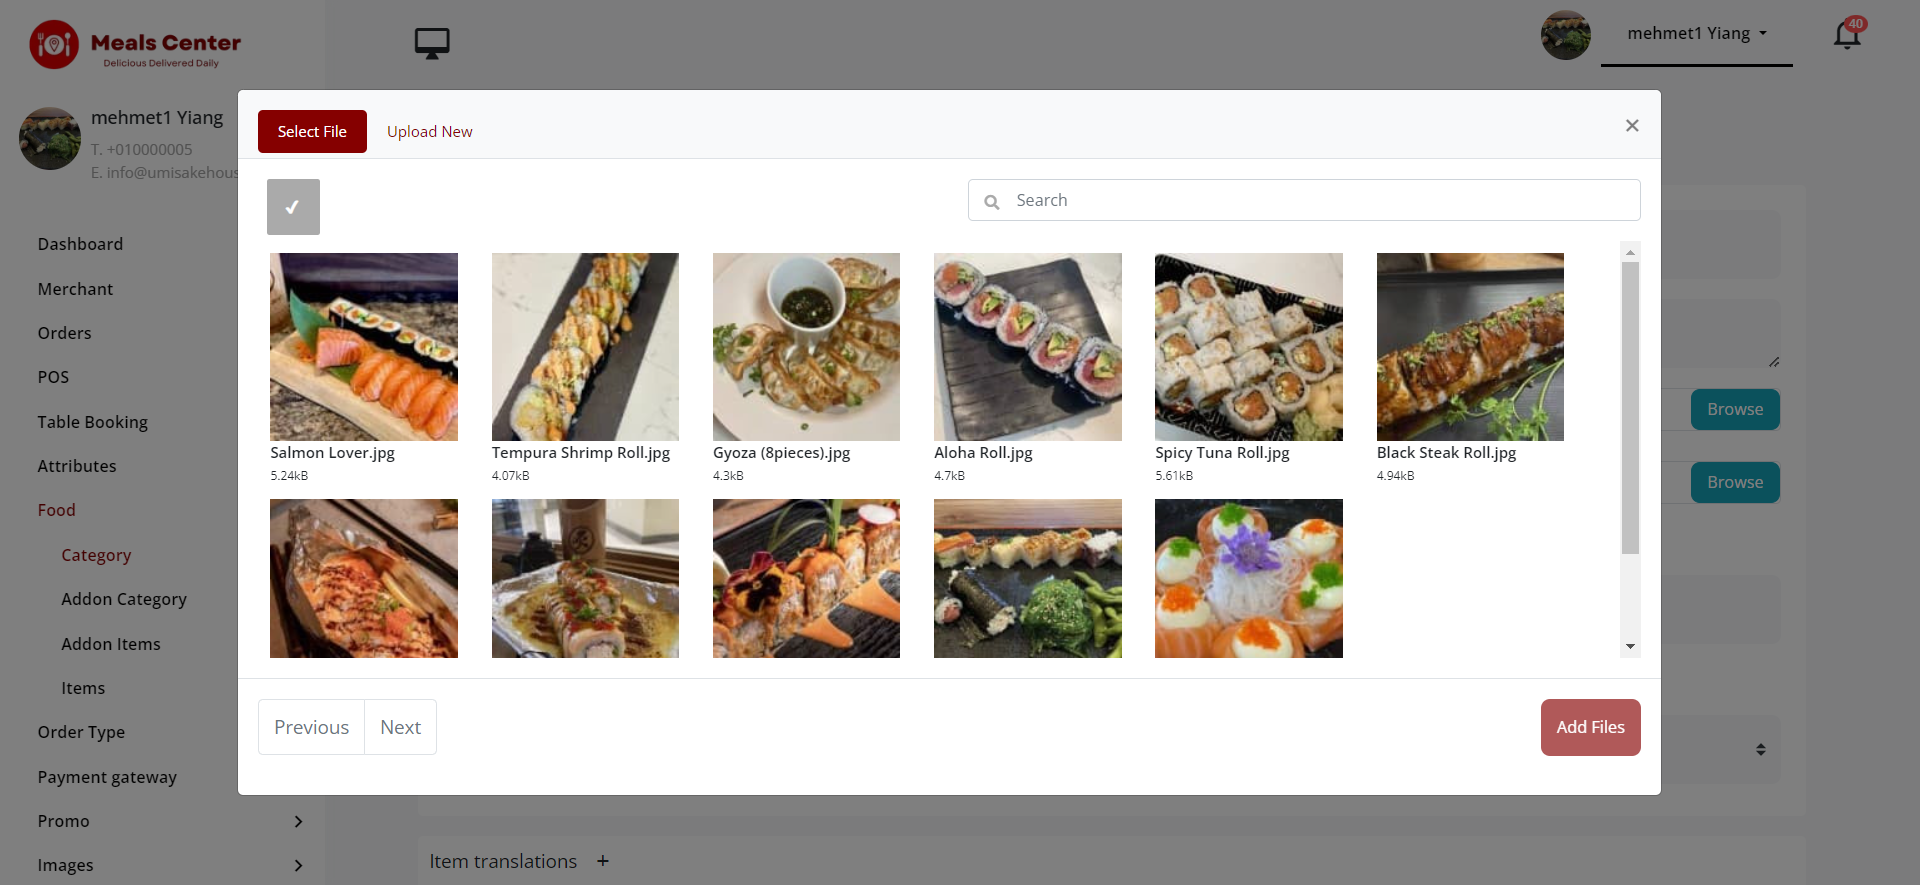 Meals Center
Delicious Delivered Daily
mehmet1 Yiang
40
mehmet1 Yiang
T. +010000005
E. info@umisakehous
Dashboard
Merchant
Orders
POS
Table Booking
Attributes
Food
Category
Addon Category
Addon Items
Items
Order Type
Payment gateway
Promo
Images
Select File
Upload New
Search
Salmon Lover.jpg
5.24kB
Tempura Shrimp Roll.jpg
4.07kB
Gyoza (8pieces).jpg
4.3kB
Aloha Roll.jpg
4.7kB
Spicy Tuna Roll.jpg
5.61kB
Black Steak Roll.jpg
4.94kB
Previous
Next
Add Files
Browse
Browse
Item translations +